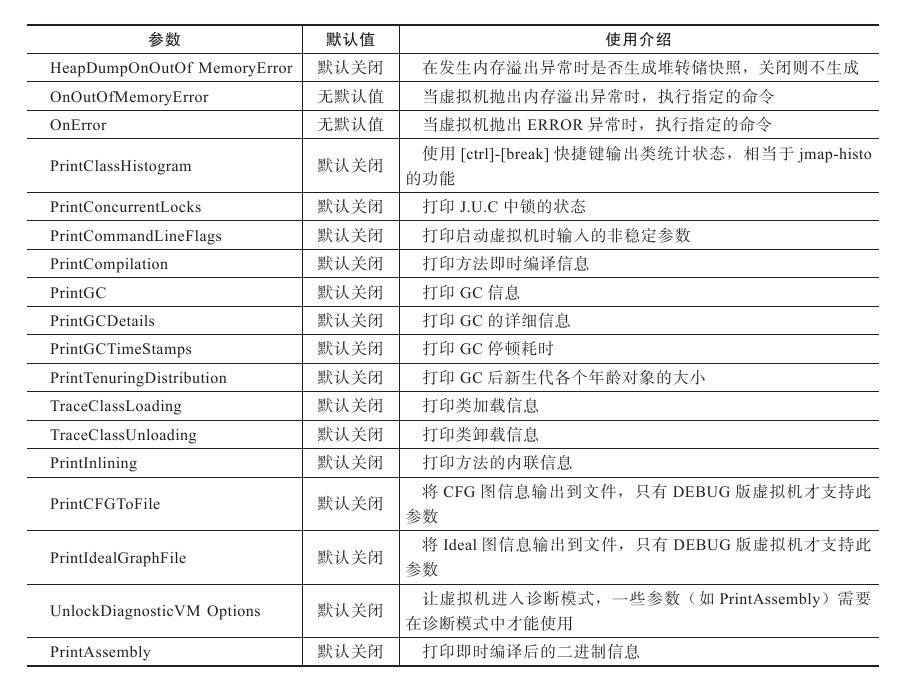 参数 默认值 使用介绍
HeapDumpOnOutOf MemoryError 默认关闭 在发生内存溢出异常时是否生成堆转储快照，关闭则不生成
OnOutOfMemoryError 无默认值 当虚拟机抛出内存溢出异常时，执行指定的命令
OnError 无默认值 当虚拟机抛出 ERROR 异常时，执行指定的命令
PrintClassHistogram 默认关闭 使用 [ctrl]-[break] 快捷键输出类统计状态，相当于 jmap-histo
的功能
PrintConcurrentLocks 默认关闭 打印 J.U.C 中锁的状态
PrintCommandLineFlags 默认关闭 打印启动虚拟机时输入的非稳定参数
PrintCompilation 默认关闭 打印方法即时编译信息
PrintGC 默认关闭 打印 GC 信息
PrintGCDetails 默认关闭 打印 GC 的详细信息
PrintGCTimeStamps 默认关闭 打印 GC 停顿耗时
PrintTenuringDistribution 默认关闭 打印 GC 后新生代各个年龄对象的大小
TraceClassLoading 默认关闭 打印类加载信息
TraceClassUnloading 默认关闭 打印类卸载信息
PrintInlining 默认关闭 打印方法的内联信息
PrintCFGToFile 默认关闭 将 CFG 图信息输出到文件，只有 DEBUG 版虚拟机才支持此
参数
PrintIdealGraphFile 默认关闭 将 Ideal 图信息输出到文件，只有 DEBUG 版虚拟机才支持此
参数
UnlockDiagnosticVM Options 默认关闭 让虚拟机进入诊断模式，一些参数（如 PrintAssembly）需要
在诊断模式中才能使用
PrintAssembly 默认关闭 打印即时编译后的二进制信息